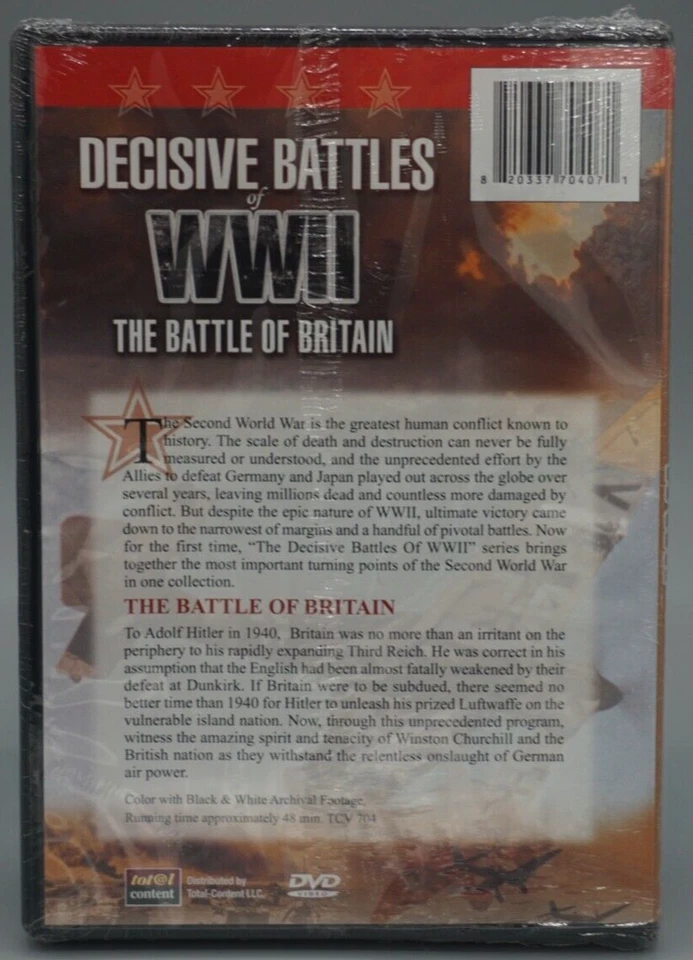 8 20337 70407 1
DECISIVE BATTLES
of
WWII
THE BATTLE OF BRITAIN
The Second World War is the greatest human conflict known to
history. The scale of death and destruction can never be fully
measured or understood, and the unprecedented effort by the
Allies to defeat Germany and Japan played out across the globe over
several years, leaving millions dead and countless more damaged by
conflict. But despite the epic nature of WWII, ultimate victory came
down to the narrowest of margins and a handful of pivotal battles. Now
for the first time, “The Decisive Battles Of WWII” series brings
together the most important turning points of the Second World War
in one collection.
THE BATTLE OF BRITAIN
To Adolf Hitler in 1940, Britain was no more than an irritant on the
periphery to his rapidly expanding Third Reich. He was correct in his
assumption that the English had been almost fatally weakened by their
defeat at Dunkirk. If Britain were to be subdued, there seemed no
better time than 1940 for Hitler to unleash his prized Luftwaffe on the
vulnerable island nation. Now, through this unprecedented program,
witness the amazing spirit and tenacity of Winston Churchill and the
British nation as they withstand the relentless onslaught of German
air power.
Color with Black & White Archival Footage.
Running time approximately 48 min. TCV 704
tot@l
content
Distributed by
Total-Content LLC.
DVD
VIDEO